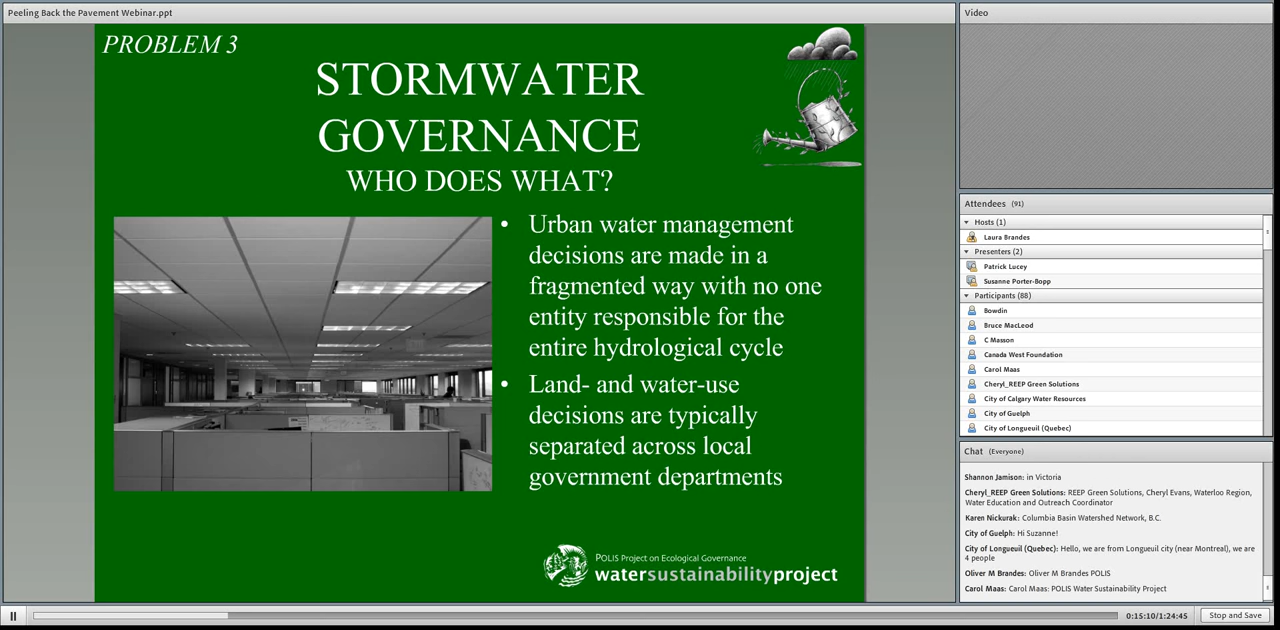 Peeling Back the Pavement Webinar.ppt
PROBLEM 3
STORMWATER
GOVERNANCE
WHO DOES WHAT?
• Urban water management
decisions are made in a
fragmented way with no one
entity responsible for the
entire hydrological cycle
• Land- and water-use
decisions are typically
separated across local
government departments
POLIS Project on Ecological Governance
watersustainabilityproject
Video
Attendees (91)
Hosts (1)
Laura Brandes
Presenters (2)
Patrick Lucey
Susanne Porter-Bopp
Participants (88)
Bowdin
Bruce MacLeod
C Masson
Canada West Foundation
Carol Maas
Cheryl_REEP Green Solutions
City of Calgary Water Resources
City of Guelph
City of Longueuil (Quebec)
Chat (Everyone)
Shannon Jamison: in Victoria
Cheryl_REEP Green Solutions: REEP Green Solutions, Cheryl Evans, Waterloo Region,
Water Education and Outreach Coordinator
Karen Nickurak: Columbia Basin Watershed Network, B.C.
City of Guelph: Hi Suzanne!
City of Longueuil (Quebec): Hello, we are from Longueuil city (near Montreal), we are
4 people
Oliver M Brandes: Oliver M Brandes POLIS
Carol Maas: Carol Maas: POLIS Water Sustainability Project
0:15:10/1:24:45
Stop and Save